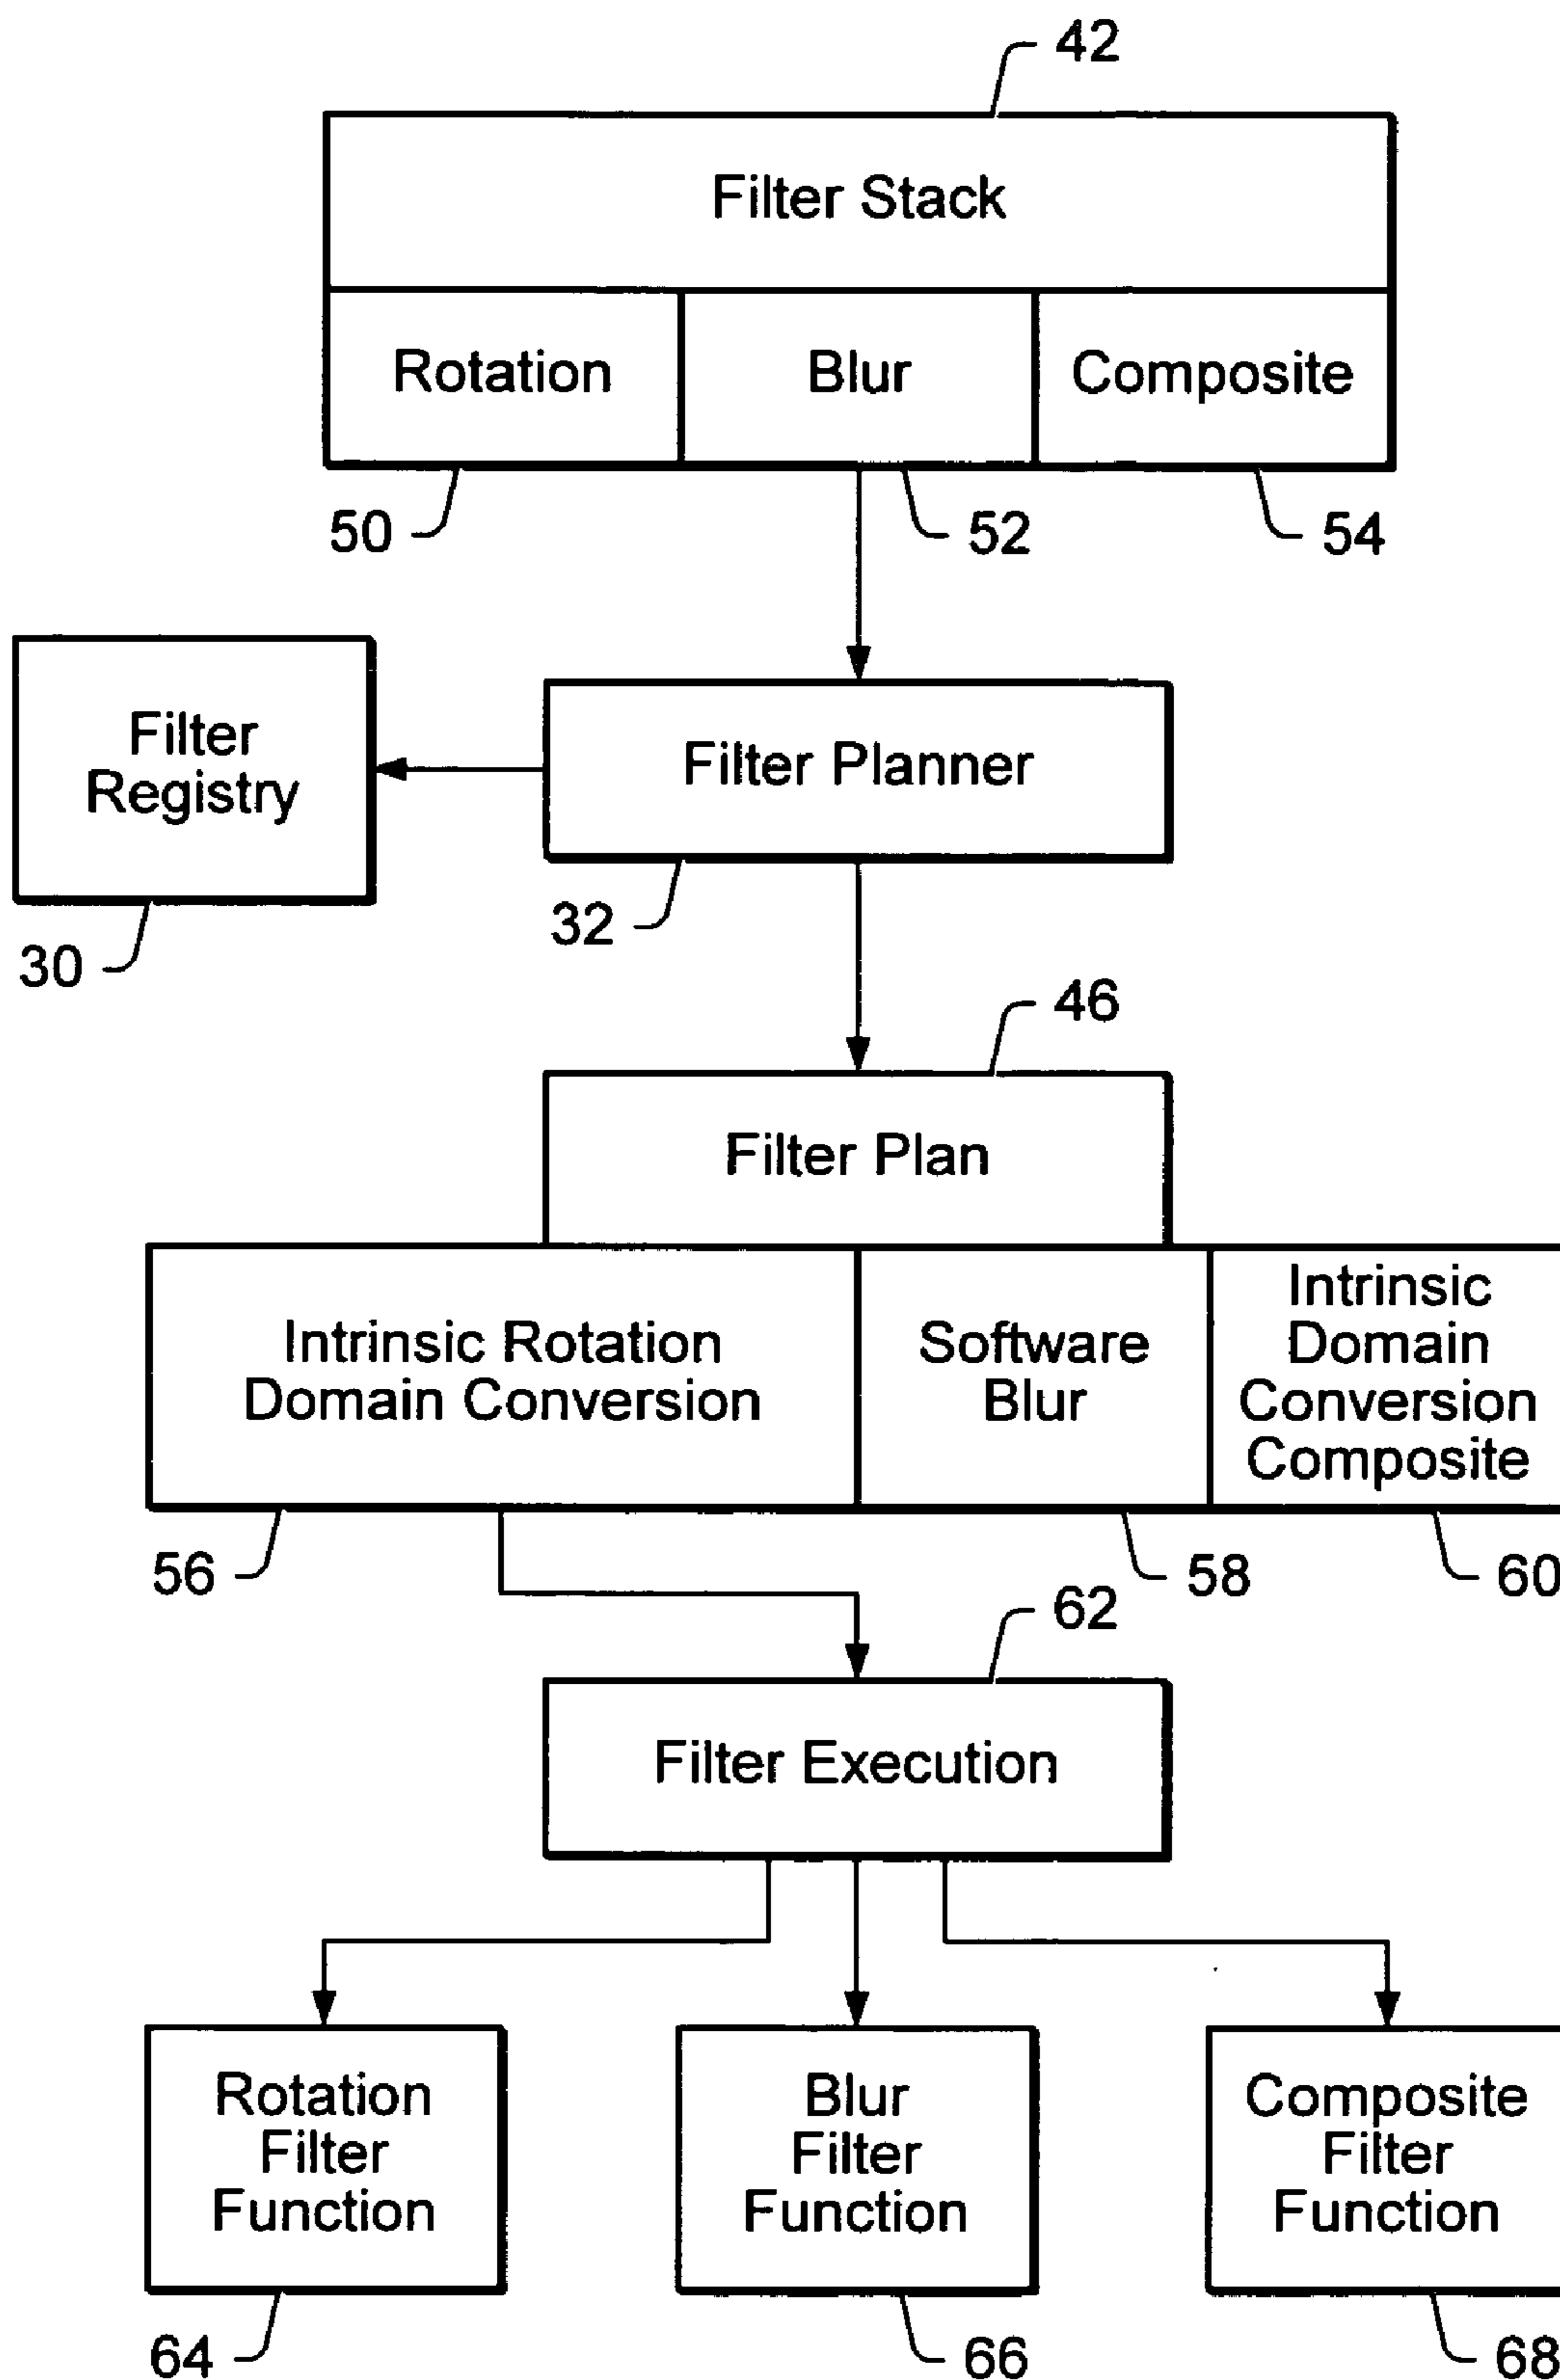 42
Filter Stack
Rotation
Blur
Composite
50
52
54
Filter
Registry
Filter Planner
32
30
46
Filter Plan
Intrinsic Rotation
Domain Conversion
Software
Blur
Intrinsic
Domain
Conversion
Composite
56
58
60
62
Filter Execution
Rotation
Filter
Function
Blur
Filter
Function
Composite
Filter
Function
64
66
68